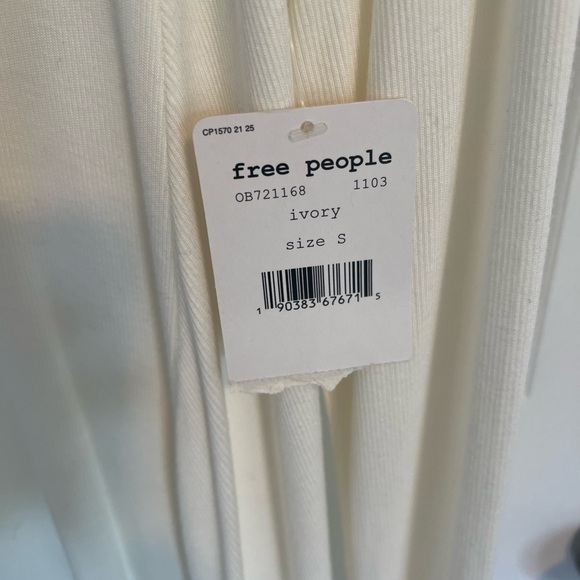 CP1570 21 25
free people
OB721168 1103
ivory
size S
1 90383 67671 5